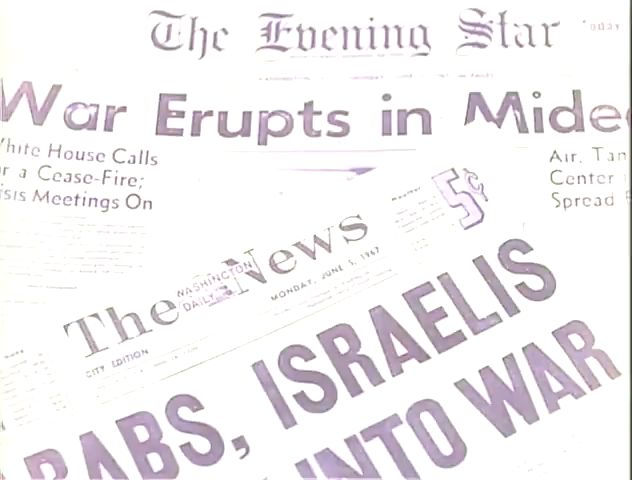 The Evening Star
War Erupts in Mide
hite House Calls
r a Cease-Fire;
isis Meetings On
Air, Tan
Center
Spread
5¢
The WASHINGTON DAILY News
MONDAY, JUNE 5, 1967
CITY EDITION
RABS, ISRAELIS
INTO WAR